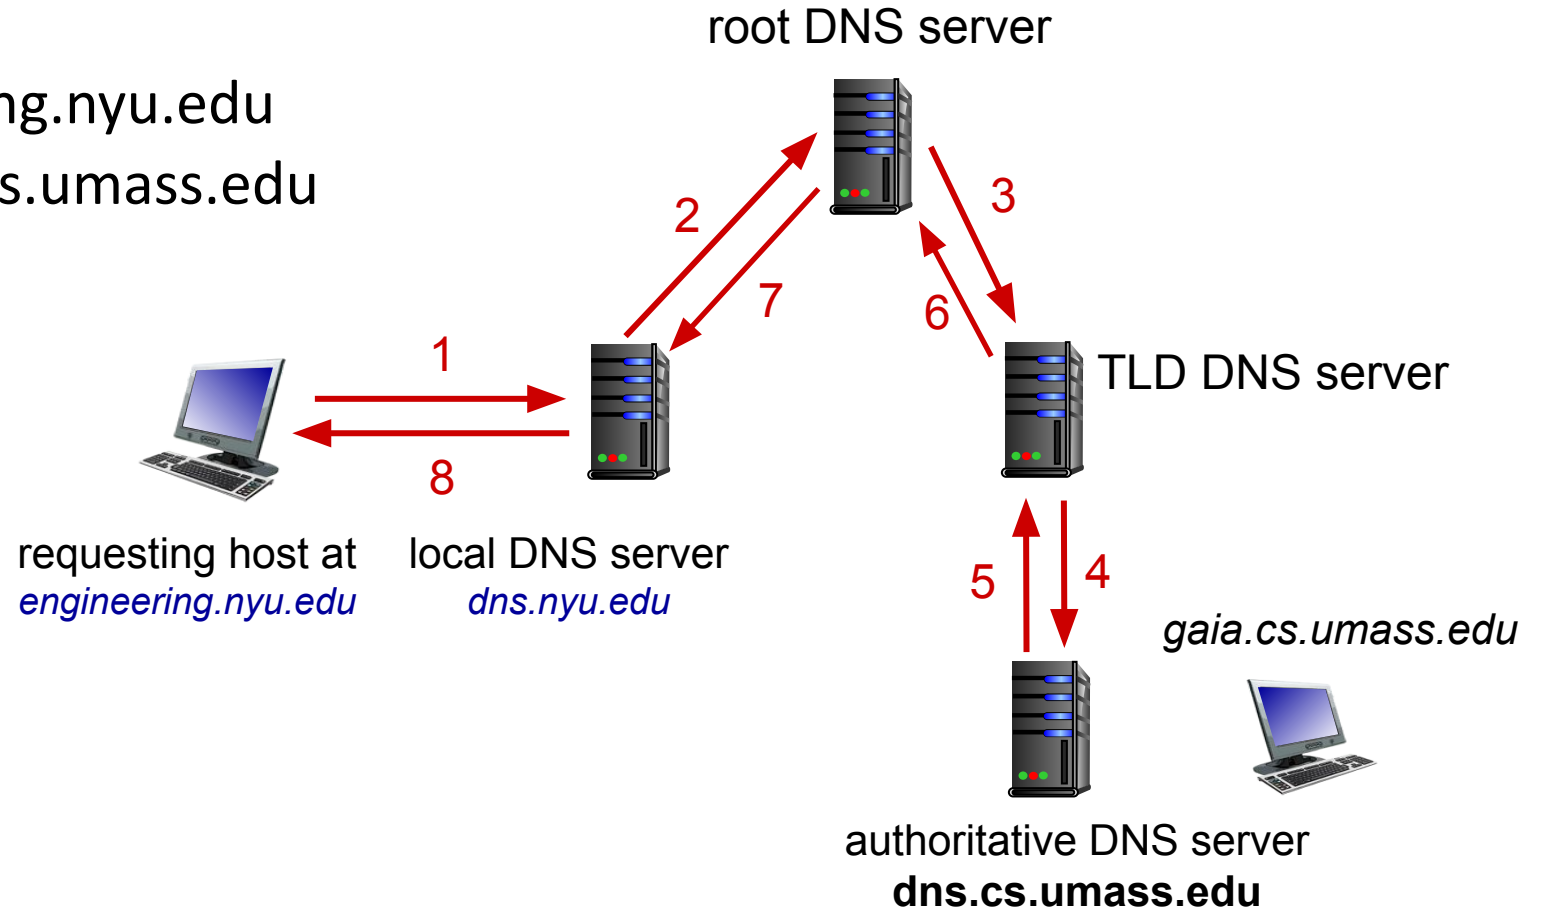 root DNS server
ng.nyu.edu
s.umass.edu
2
3
7
6
1
TLD DNS server
8
requesting host at
engineering.nyu.edu
local DNS server
dns.nyu.edu
5
4
gaia.cs.umass.edu
authoritative DNS server
dns.cs.umass.edu